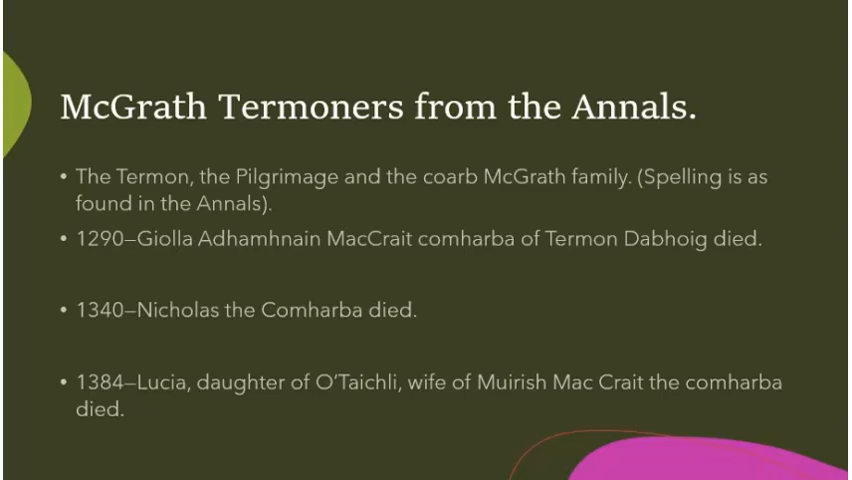 McGrath Termoners from the Annals.
• The Termon, the Pilgrimage and the coarb McGrath family. (Spelling is as
found in the Annals).
• 1290–Giolla Adhamhnain MacCrait comharba of Termon Dabhoig died.
• 1340–Nicholas the Comharba died.
• 1384–Lucia, daughter of O'Taichli, wife of Muirish Mac Crait the comharba
died.